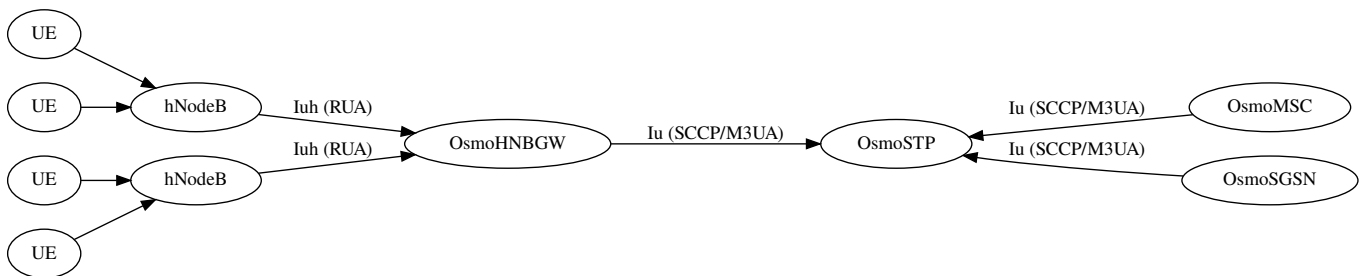 UE
UE
UE
UE
hNodeB
hNodeB
Iuh (RUA)
Iuh (RUA)
OsmoHNBGW
Iu (SCCP/M3UA)
OsmoSTP
Iu (SCCP/M3UA)
Iu (SCCP/M3UA)
OsmoMSC
OsmoSGSN